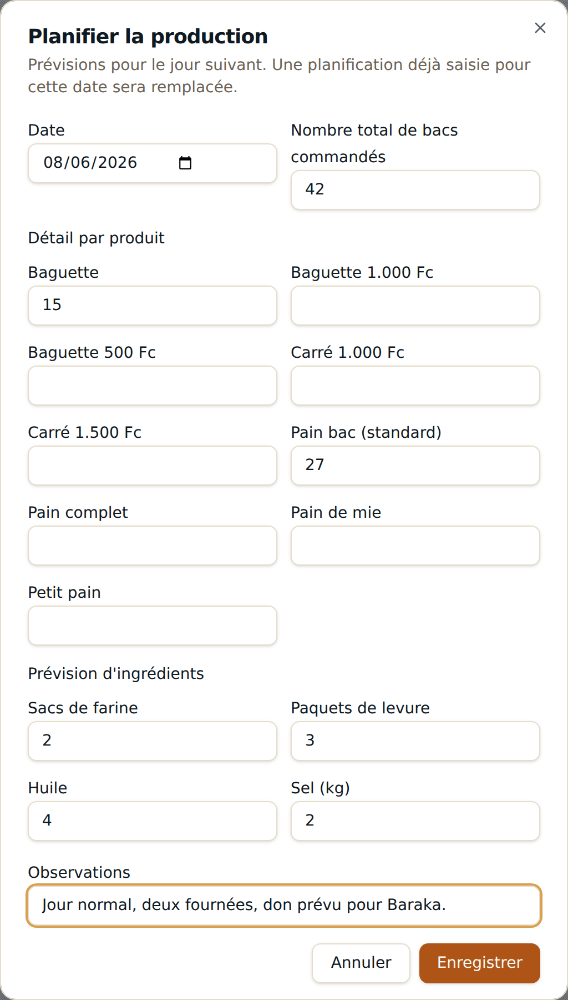 Planifier la production
Prévisions pour le jour suivant. Une planification déjà saisie pour
cette date sera remplacée.
Date
08/06/2026
Nombre total de bacs
commandés
42
Détail par produit
Baguette
15
Baguette 1.000 Fc
Baguette 500 Fc
Carré 1.000 Fc
Carré 1.500 Fc
Pain bac (standard)
27
Pain complet
Pain de mie
Petit pain
Prévision d'ingrédients
Sacs de farine
2
Paquets de levure
3
Huile
4
Sel (kg)
2
Observations
Jour normal, deux fournées, don prévu pour Baraka.
Annuler
Enregistrer